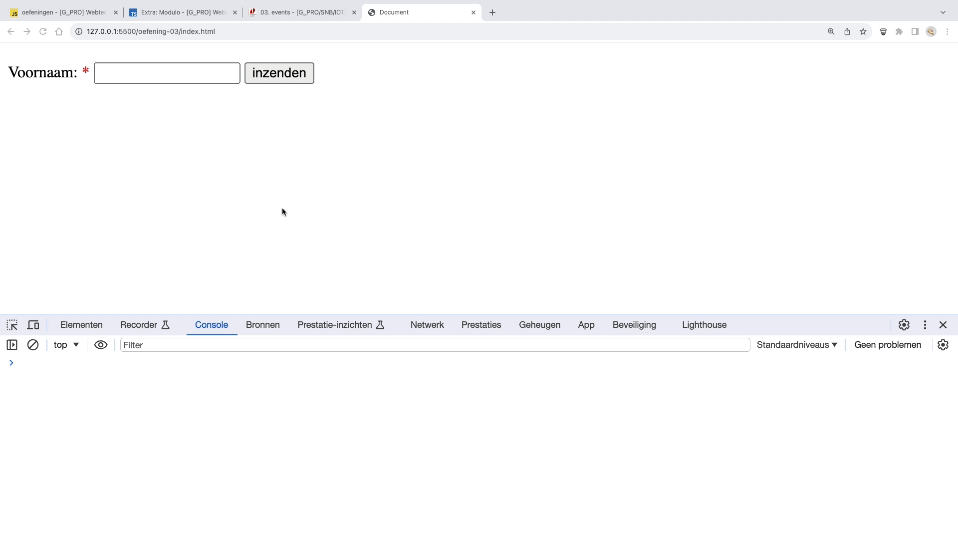 oefeningen - [G_PRO] Webtec
Extra: Modulo - [G_PRO] Web
03. events - [G_PRO/SNB/IOT
Document
127.0.0.1:5500/oefening-03/index.html
Voornaam: * inzenden
Elementen Recorder Console Bronnen Prestatie-inzichten Netwerk Prestaties Geheugen App Beveiliging Lighthouse
top Filter Standaardniveaus Geen problemen